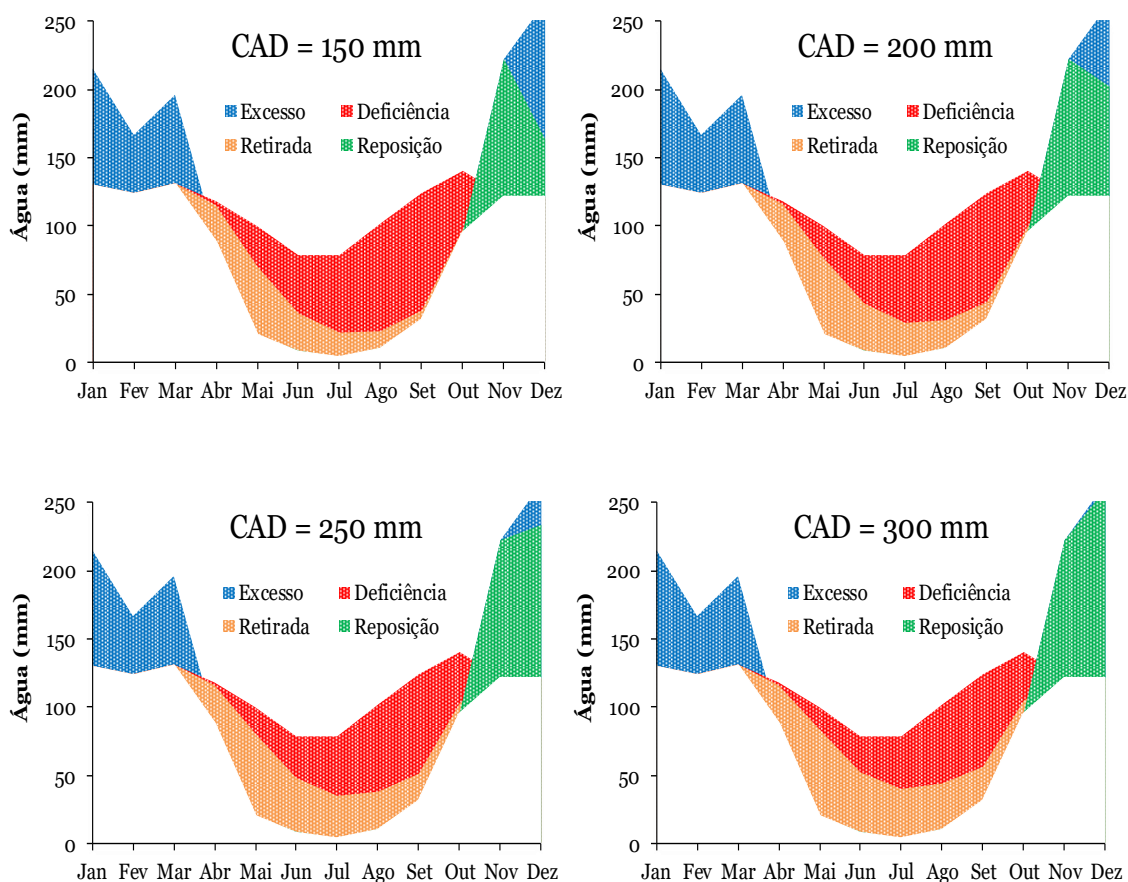 CAD = 150 mm
Água (mm)
250
200
150
100
50
0
Excesso Deficiência
Retirada Reposição
Jan Fev Mar Abr Mai Jun Jul Ago Set Out Nov Dez
CAD = 200 mm
Água (mm)
250
200
150
100
50
0
Excesso Deficiência
Retirada Reposição
Jan Fev Mar Abr Mai Jun Jul Ago Set Out Nov Dez
CAD = 250 mm
Água (mm)
250
200
150
100
50
0
Excesso Deficiência
Retirada Reposição
Jan Fev Mar Abr Mai Jun Jul Ago Set Out Nov Dez
CAD = 300 mm
Água (mm)
250
200
150
100
50
0
Excesso Deficiência
Retirada Reposição
Jan Fev Mar Abr Mai Jun Jul Ago Set Out Nov Dez